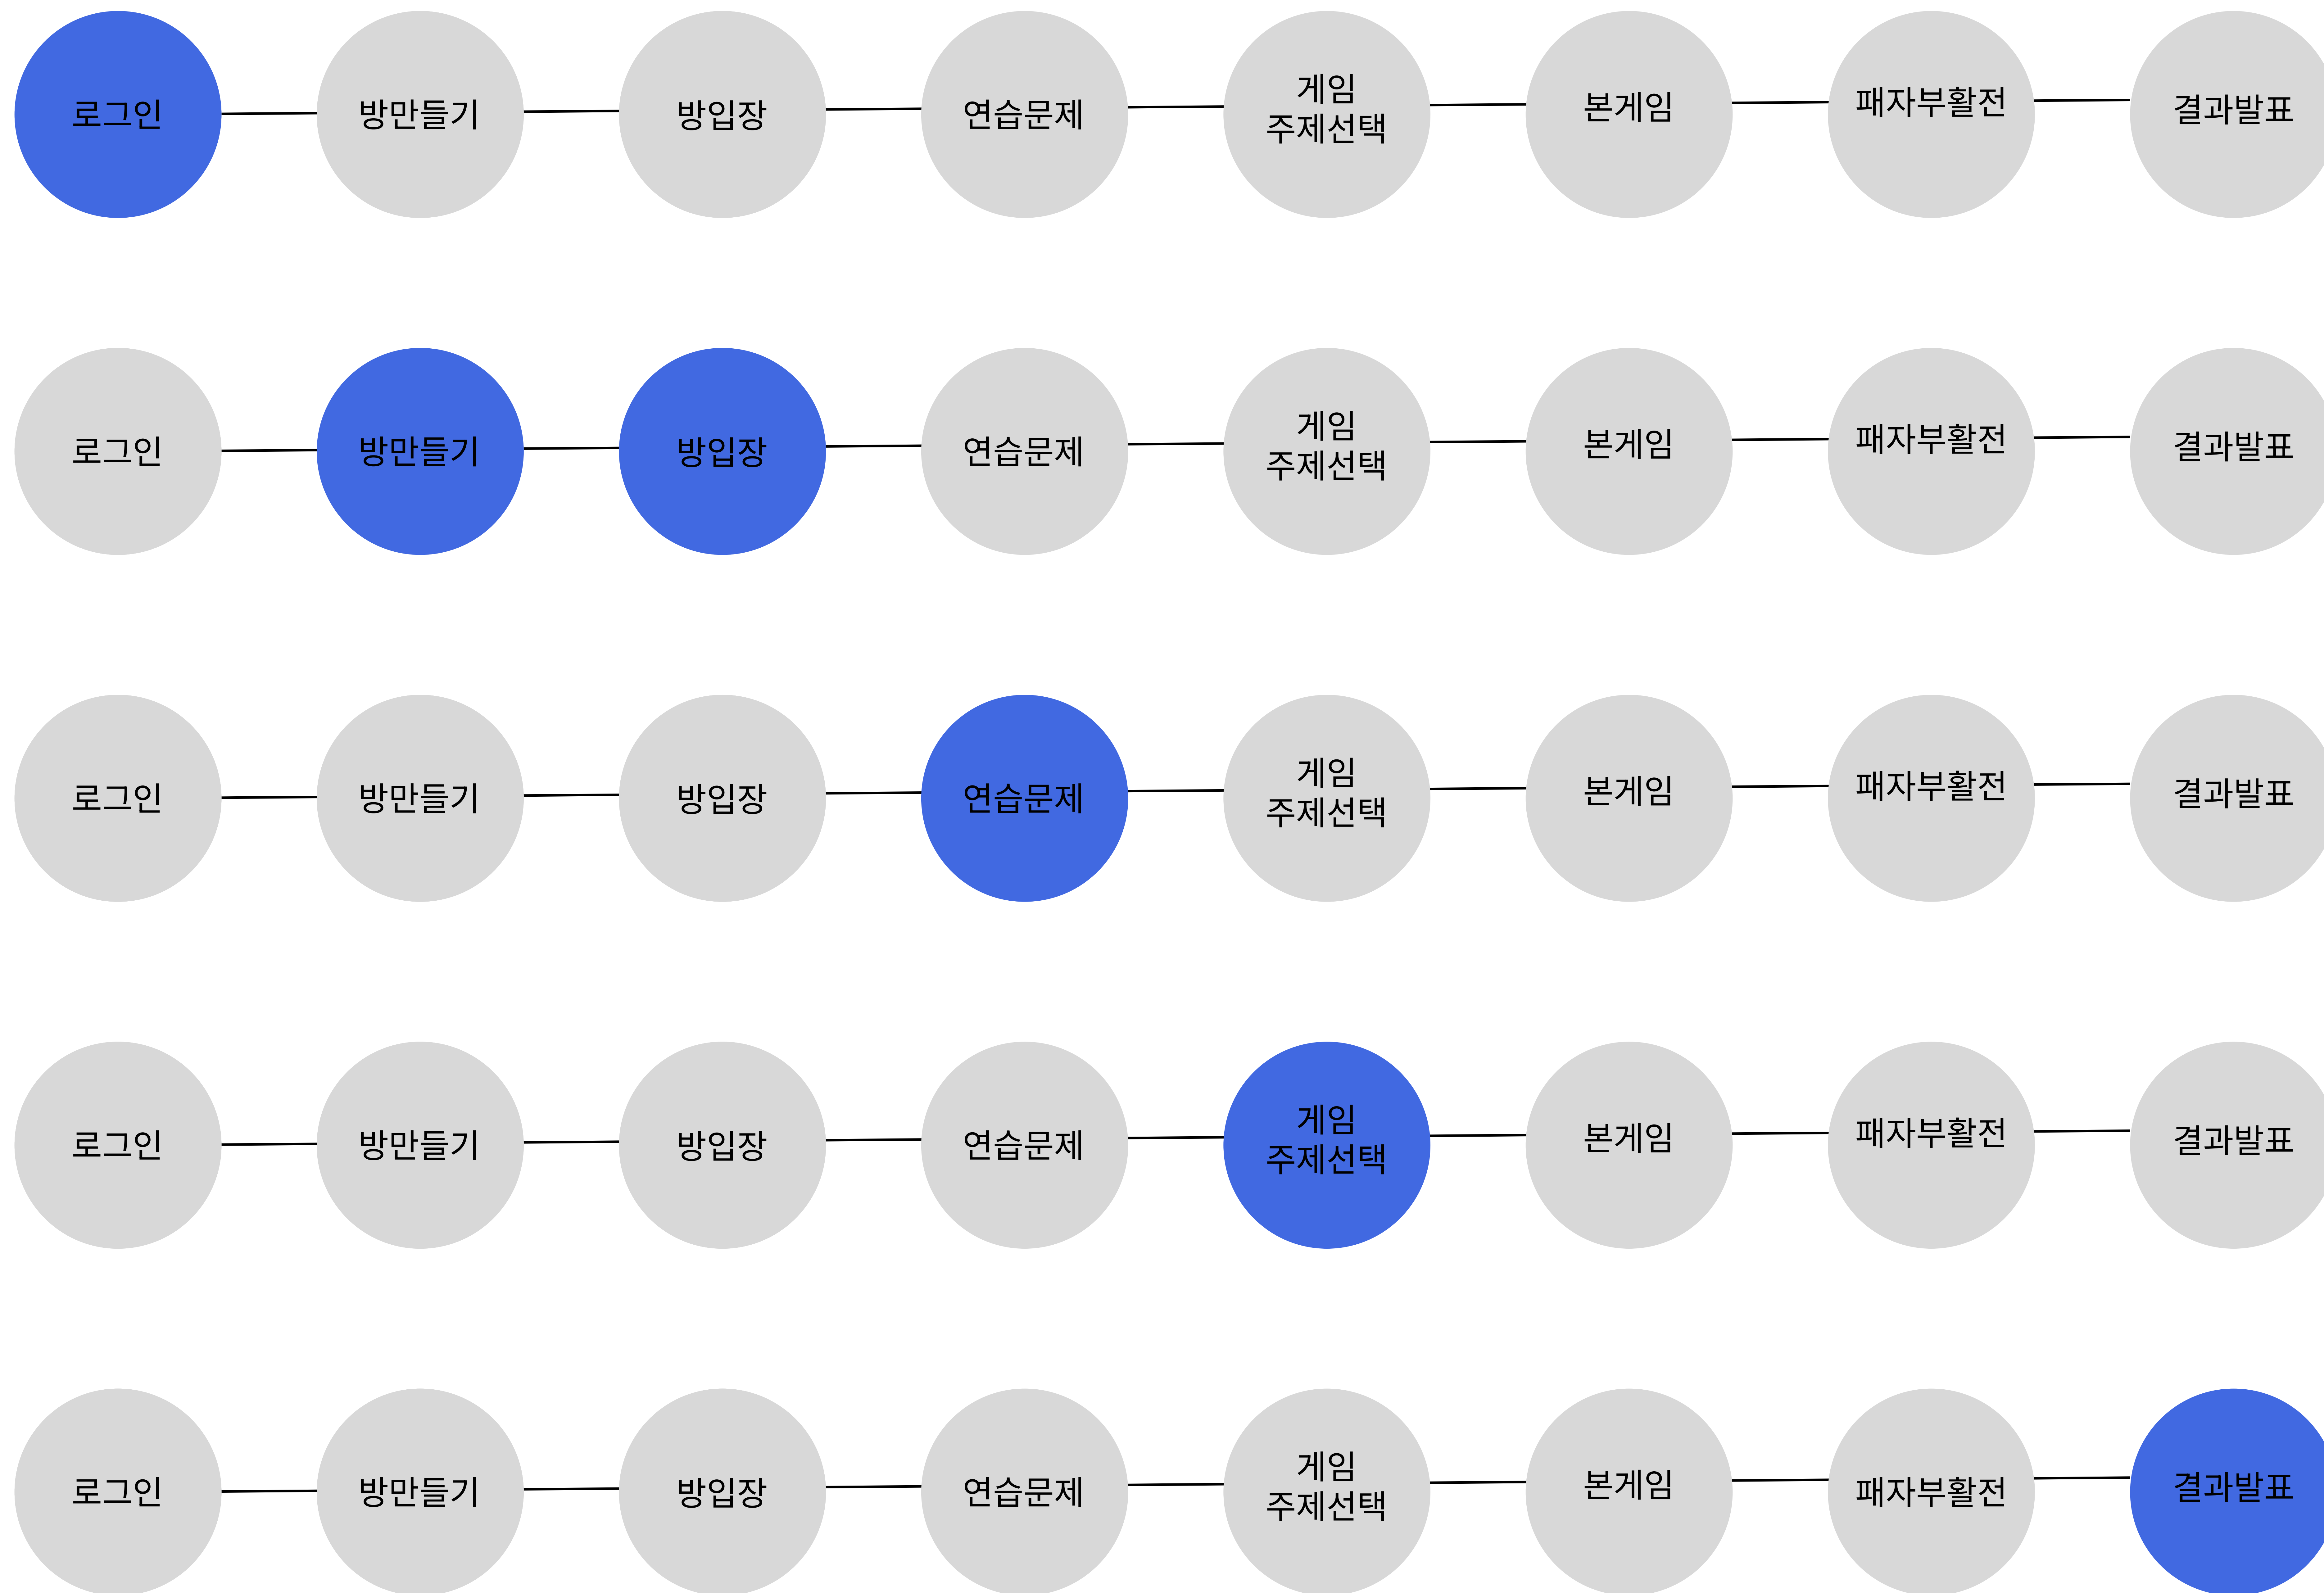 로그인
방만들기
방입장
연습문제
게임
주제선택
본게임
패자부활전
결과발표
로그인
방만들기
방입장
연습문제
게임
주제선택
본게임
패자부활전
결과발표
로그인
방만들기
방입장
연습문제
게임
주제선택
본게임
패자부활전
결과발표
로그인
방만들기
방입장
연습문제
게임
주제선택
본게임
패자부활전
결과발표
로그인
방만들기
방입장
연습문제
게임
주제선택
본게임
패자부활전
결과발표